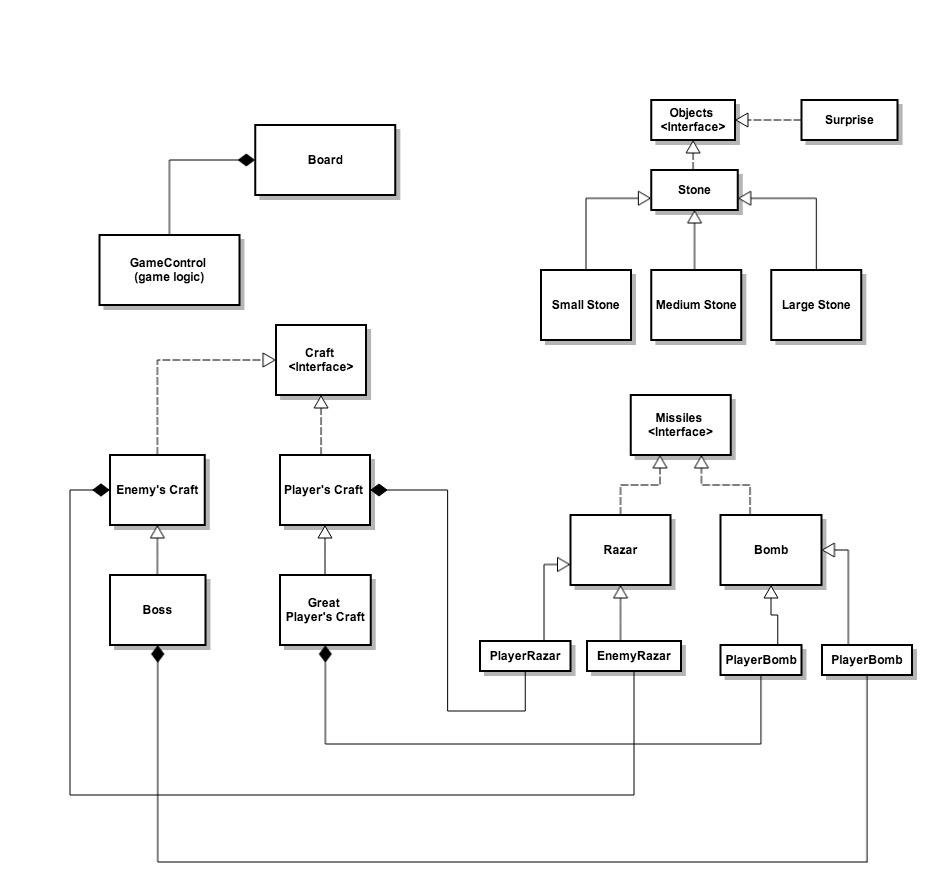 Objects
<Interface>
Surprise
Board
Stone
GameControl
(game logic)
Small Stone
Medium Stone
Large Stone
Craft
<Interface>
Missiles
<Interface>
Enemy's Craft
Player's Craft
Razar
Bomb
Boss
Great
Player's Craft
PlayerRazar
EnemyRazar
PlayerBomb
PlayerBomb